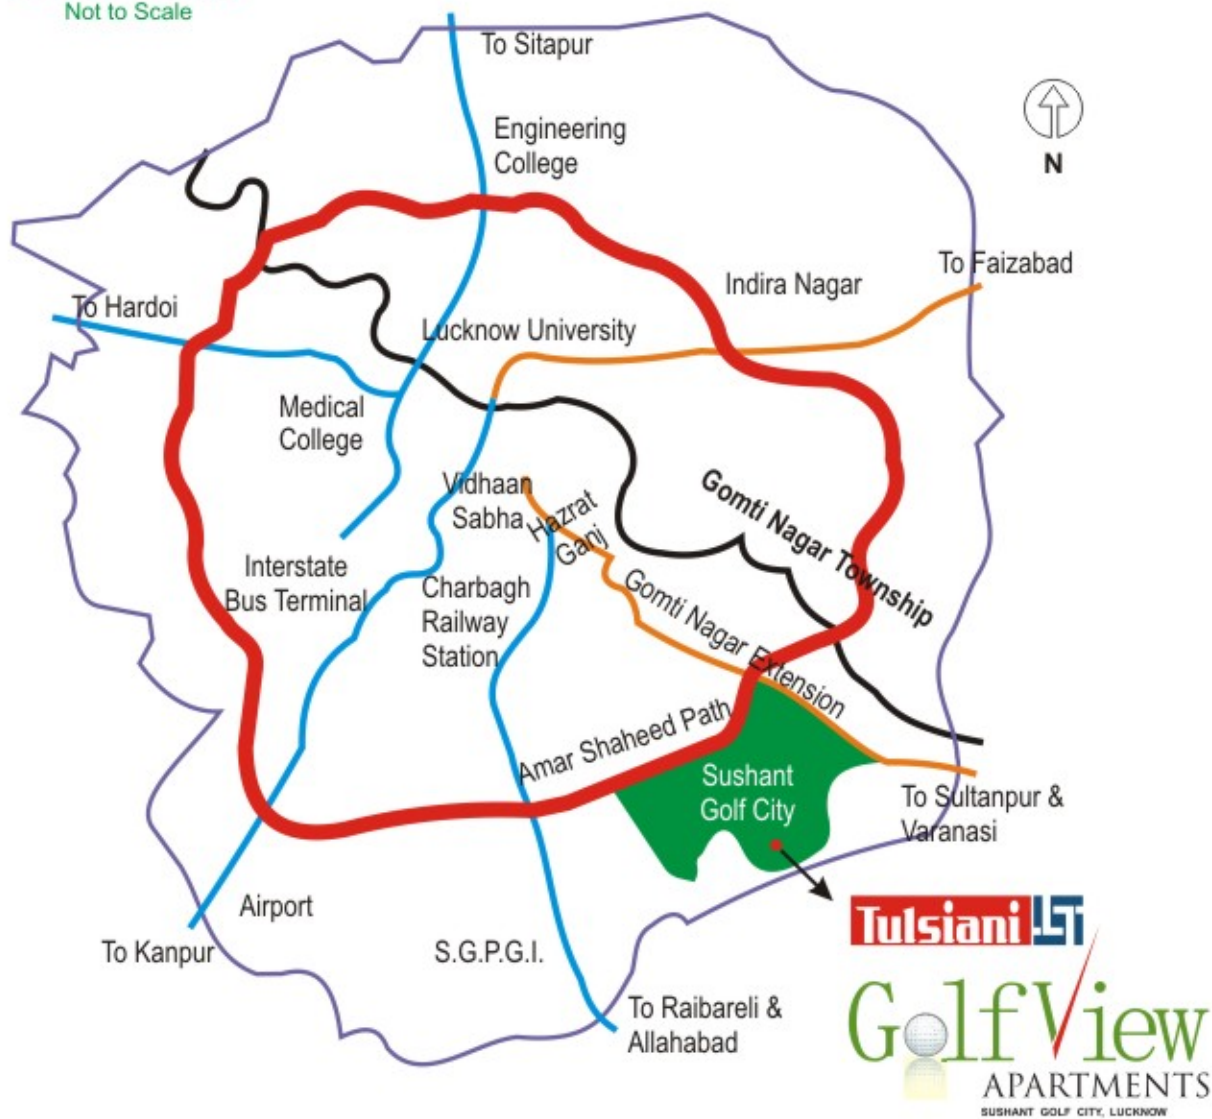 Not to Scale
To Sitapur
Engineering
College
N
To Faizabad
Indira Nagar
To Hardoi
Lucknow University
Medical
College
Vidhaan
Sabha
Hazrat
Ganj
Gomti Nagar Township
Interstate
Bus Terminal
Charbagh
Railway
Station
Gomti Nagar Extension
Amar Shaheed Path
Sushant
Golf City
To Sultanpur &
Varanasi
Airport
To Kanpur
S.G.P.G.I.
To Raibareli &
Allahabad
Tulsiani
Golf View
APARTMENTS
SUSHANT GOLF CITY, LUCKNOW